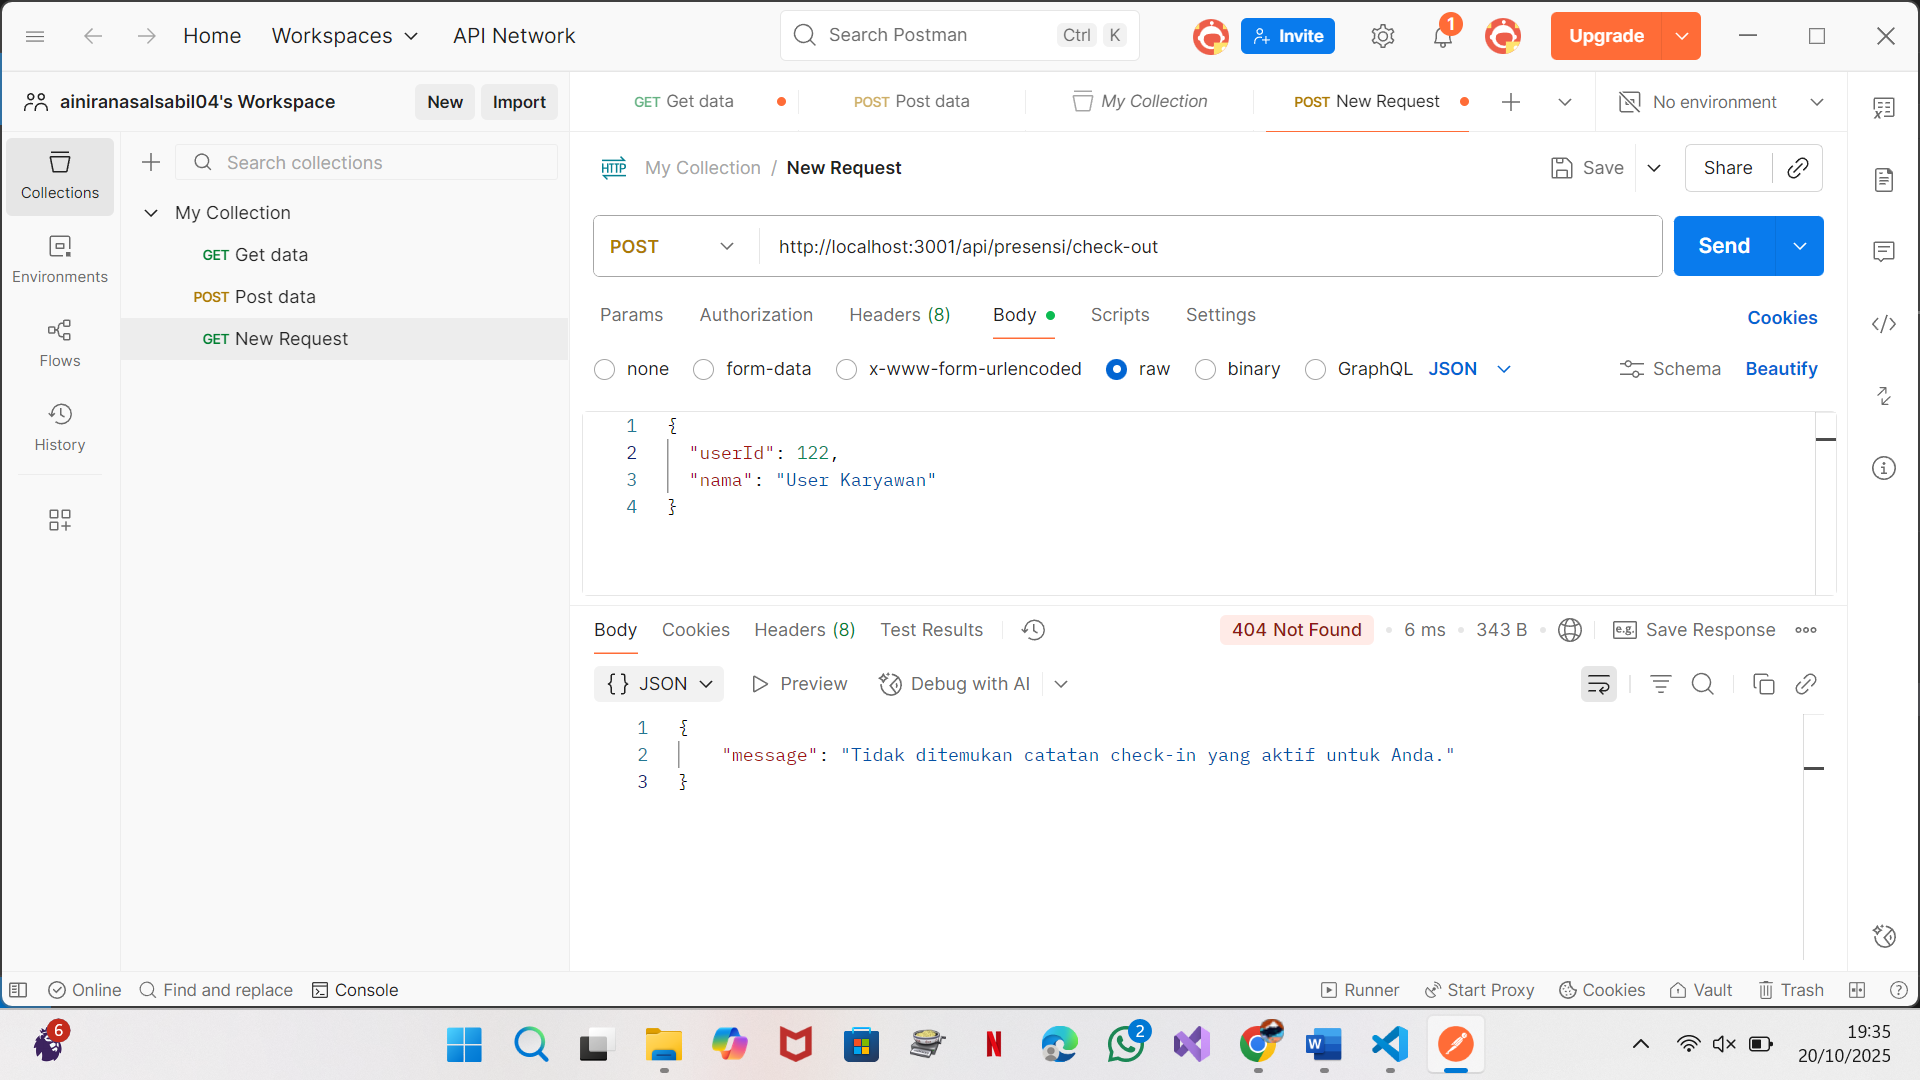 Home
Workspaces
API Network
Search Postman
Ctrl K
Invite
1
Upgrade
ainiranasalsabil04's Workspace
New
Import
GET Get data
POST Post data
My Collection
POST New Request
No environment
Collections
Environments
Flows
History
Search collections
My Collection
GET Get data
POST Post data
GET New Request
HTTP
My Collection / New Request
Save
Share
POST
http://localhost:3001/api/presensi/check-out
Send
Params
Authorization
Headers (8)
Body
Scripts
Settings
Cookies
none
form-data
x-www-form-urlencoded
raw
binary
GraphQL
JSON
Schema
Beautify
1 {
2 "userId": 122,
3 "nama": "User Karyawan"
4 }
Body
Cookies
Headers (8)
Test Results
404 Not Found
6 ms
343 B
e.g. Save Response
{} JSON
Preview
Debug with AI
1 {
2 "message": "Tidak ditemukan catatan check-in yang aktif untuk Anda."
3 }
Online
Find and replace
Console
Runner
Start Proxy
Cookies
Vault
Trash
6
N
2
W
19:35
20/10/2025